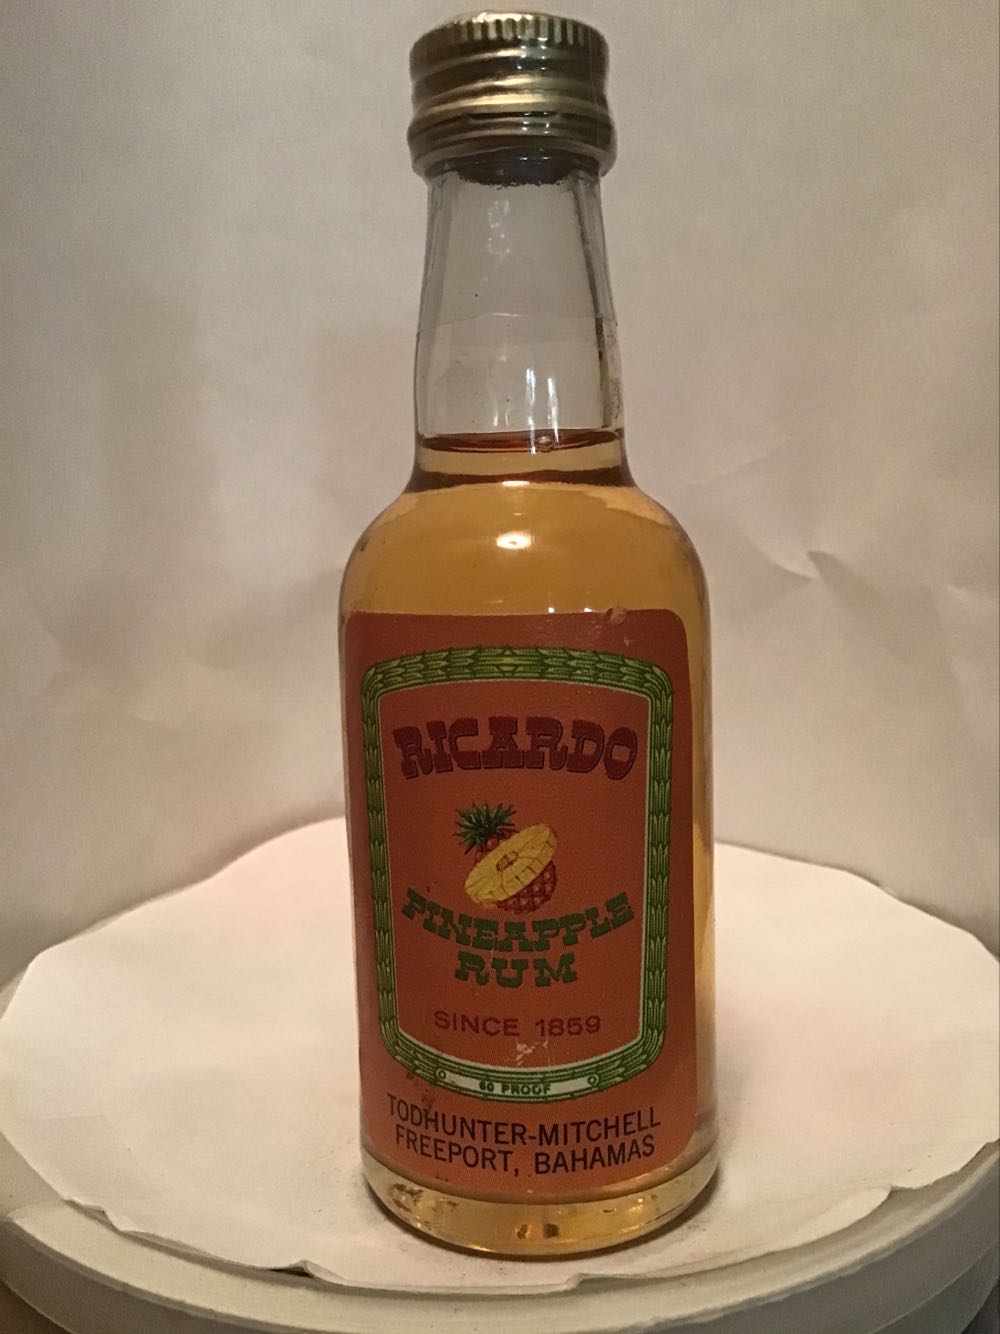 RICARDO
PINEAPPLE
RUM
SINCE 1859
60 PROOF
TODHUNTER-MITCHELL
FREEPORT, BAHAMAS